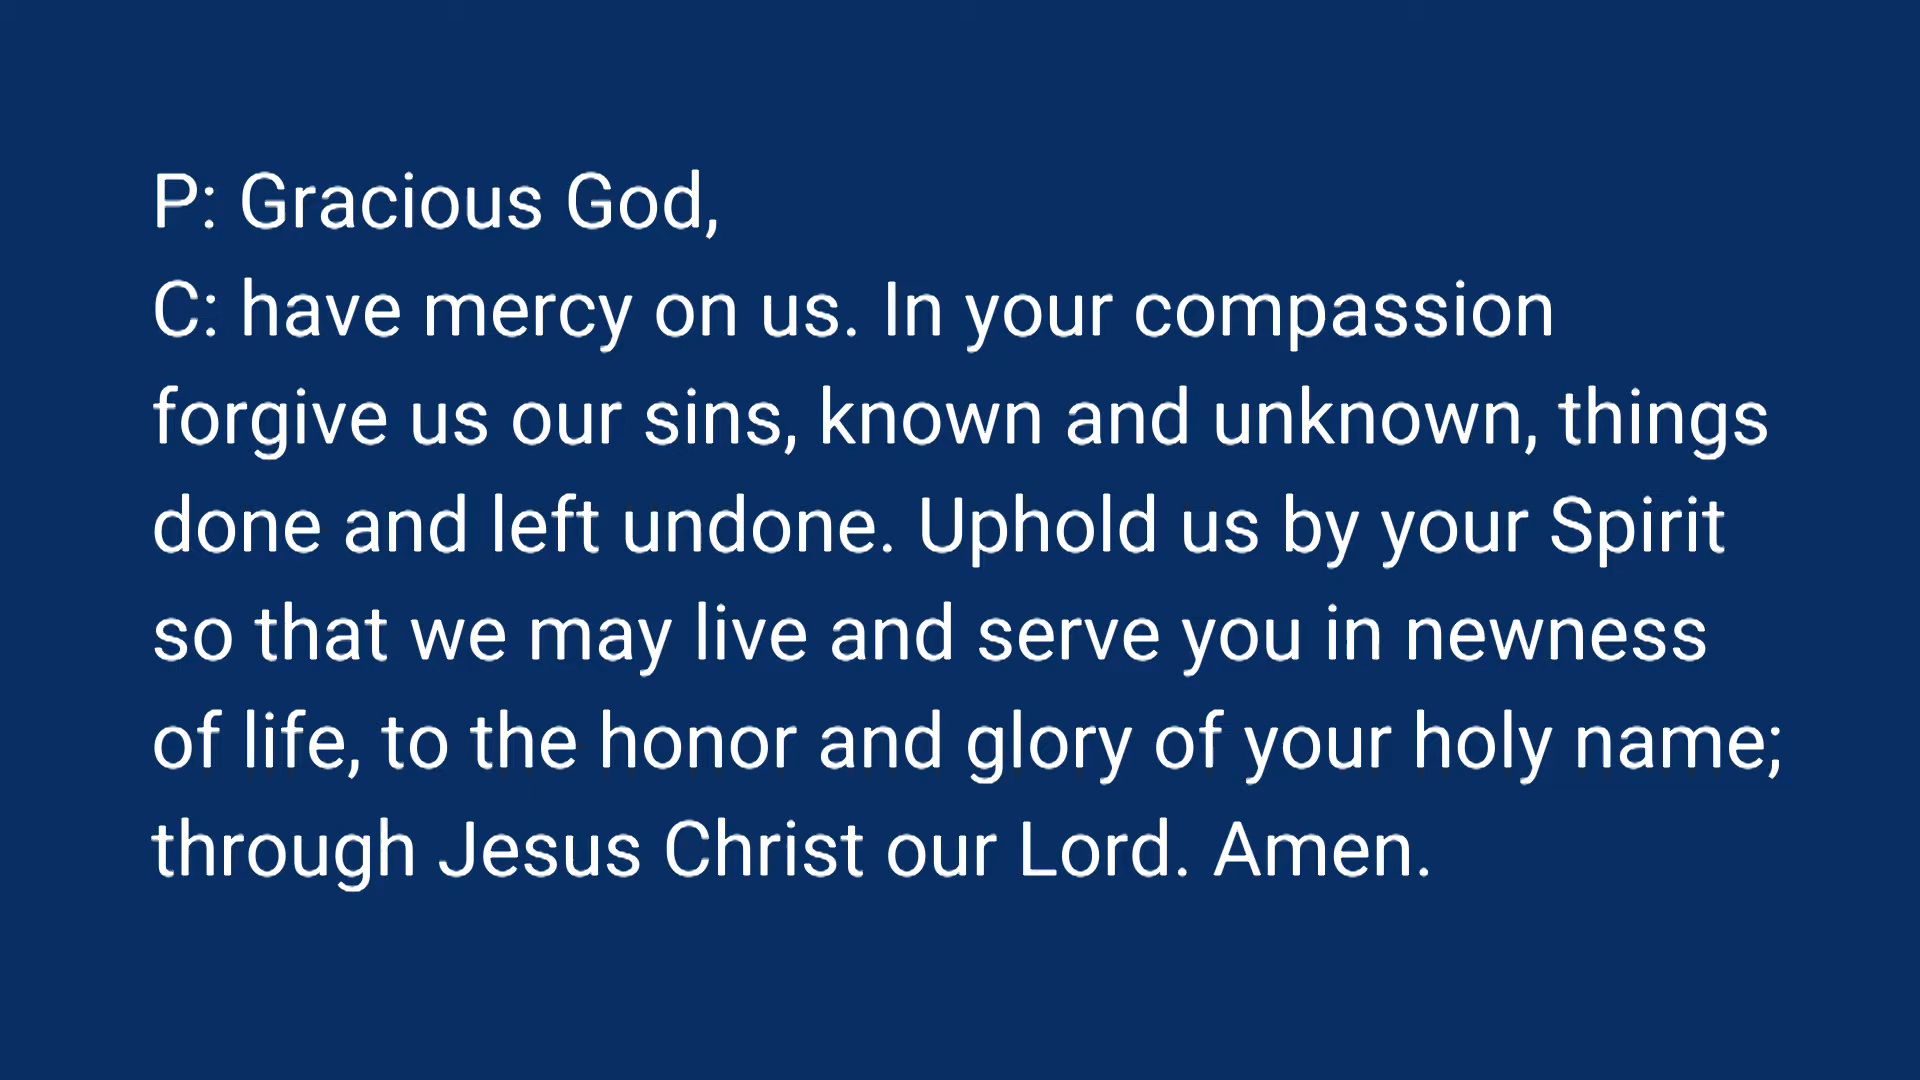 P: Gracious God,
C: have mercy on us. In your compassion
forgive us our sins, known and unknown, things
done and left undone. Uphold us by your Spirit
so that we may live and serve you in newness
of life, to the honor and glory of your holy name;
through Jesus Christ our Lord. Amen.